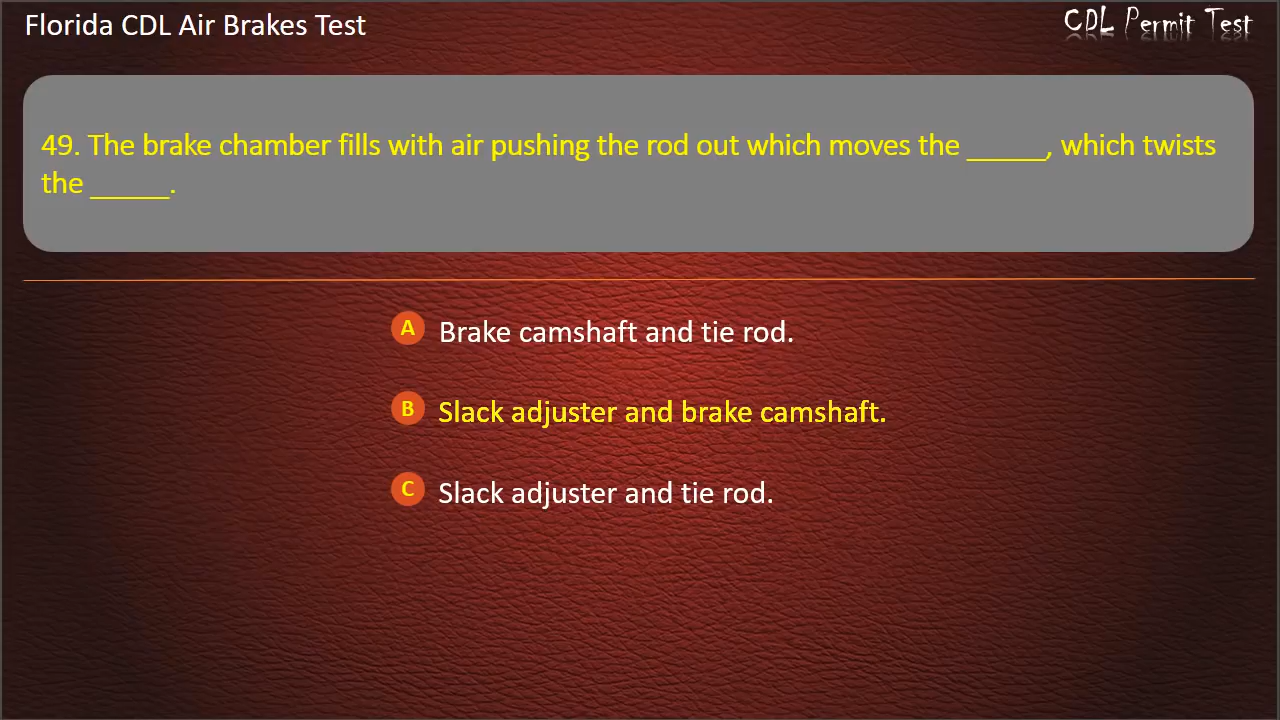 Florida CDL Air Brakes Test
CDL Permit Test
49. The brake chamber fills with air pushing the rod out which moves the _____, which twists
the _____.
A Brake camshaft and tie rod.
B Slack adjuster and brake camshaft.
C Slack adjuster and tie rod.